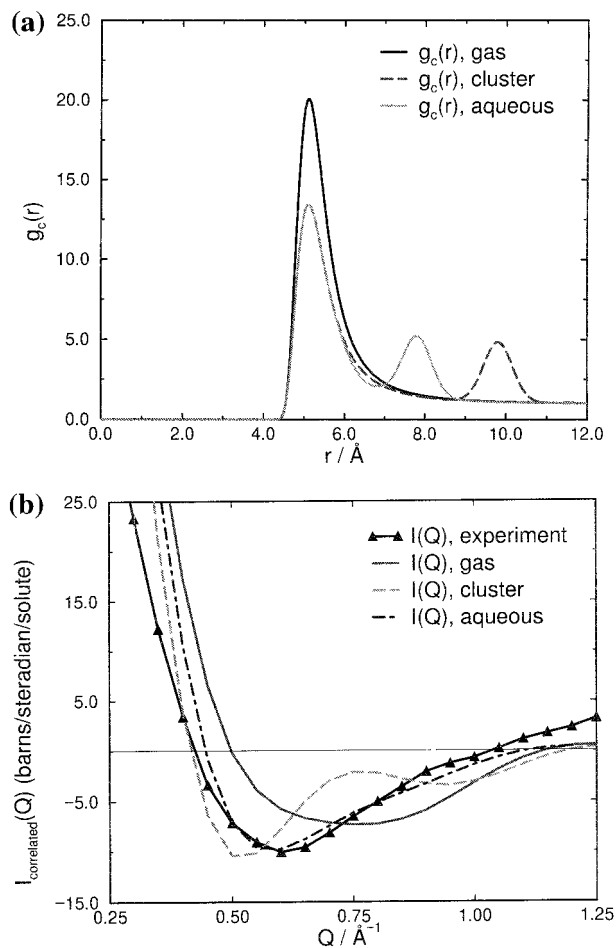 (a)
25.0
20.0
15.0
10.0
5.0
0.0
g_c(r)
g_c(r), gas
g_c(r), cluster
g_c(r), aqueous
0.0 2.0 4.0 6.0 8.0 10.0 12.0
r / Å
(b)
25.0
15.0
5.0
−5.0
−15.0
I_correlated(Q) (barns/steradian/solute)
I(Q), experiment
I(Q), gas
I(Q), cluster
I(Q), aqueous
0.25 0.50 0.75 1.00 1.25
Q / Å⁻¹